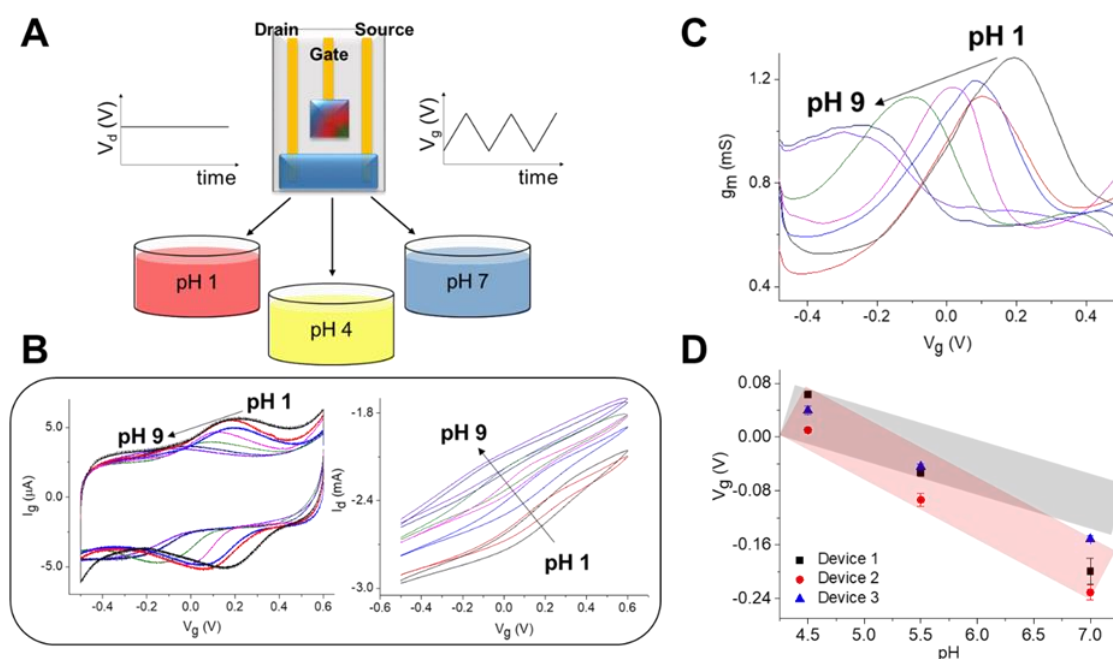 A
Drain
Source
Gate
V_d (V)
time
V_g (V)
time
pH 1
pH 4
pH 7
B
pH 1
pH 9
5.0
0.0
-5.0
I_g (μA)
-0.4 -0.2 0.0 0.2 0.4 0.6
V_g (V)
pH 9
pH 1
-1.8
-2.4
-3.0
I_d (mA)
-0.4 -0.2 0.0 0.2 0.4 0.6
V_g (V)
C
pH 1
pH 9
1.2
0.8
0.4
g_m (mS)
-0.4 -0.2 0.0 0.2 0.4
V_g (V)
D
0.08
0.00
-0.08
-0.16
-0.24
V_g (V)
Device 1
Device 2
Device 3
4.5 5.0 5.5 6.0 6.5 7.0
pH